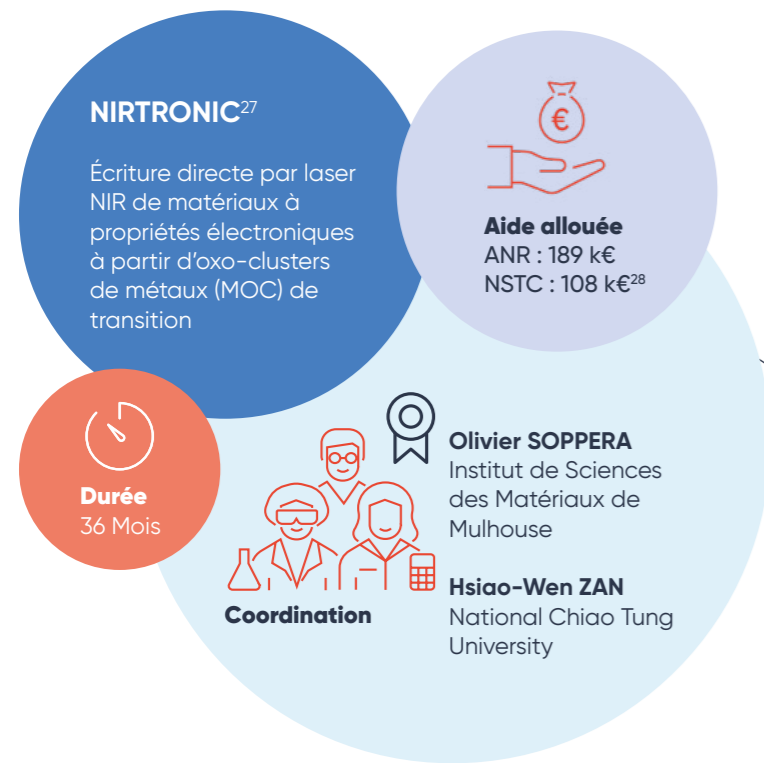 NIRTRONIC27
Écriture directe par laser
NIR de matériaux à
propriétés électroniques
à partir d’oxo-clusters
de métaux (MOC) de
transition
€
Aide allouée
ANR : 189 k€
NSTC : 108 k€28
Durée
36 Mois
Coordination
Olivier SOPPERA
Institut de Sciences
des Matériaux de
Mulhouse
Hsiao-Wen ZAN
National Chiao Tung
University